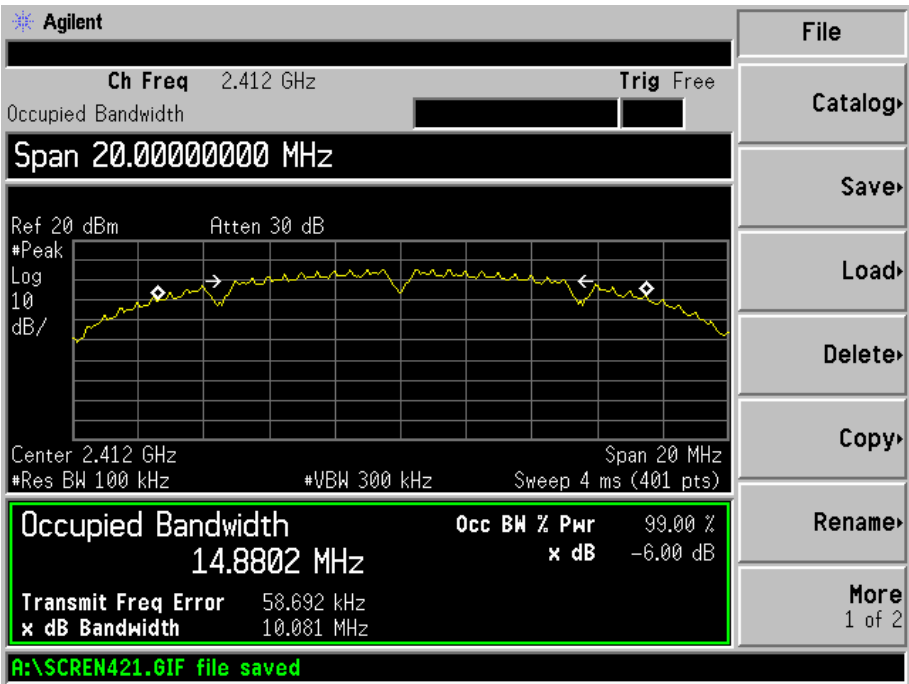 Agilent
File
Ch Freq 2.412 GHz Trig Free
Occupied Bandwidth
Catalog
Span 20.00000000 MHz
Save
Ref 20 dBm Atten 30 dB
#Peak
Log
10
dB/
Load
Delete
Center 2.412 GHz Span 20 MHz
#Res BW 100 kHz #VBW 300 kHz Sweep 4 ms (401 pts)
Copy
Occupied Bandwidth Occ BW % Pwr 99.00 %
14.8802 MHz x dB -6.00 dB
Rename
Transmit Freq Error 58.692 kHz
x dB Bandwidth 10.081 MHz
More
1 of 2
A:\SCREN421.GIF file saved